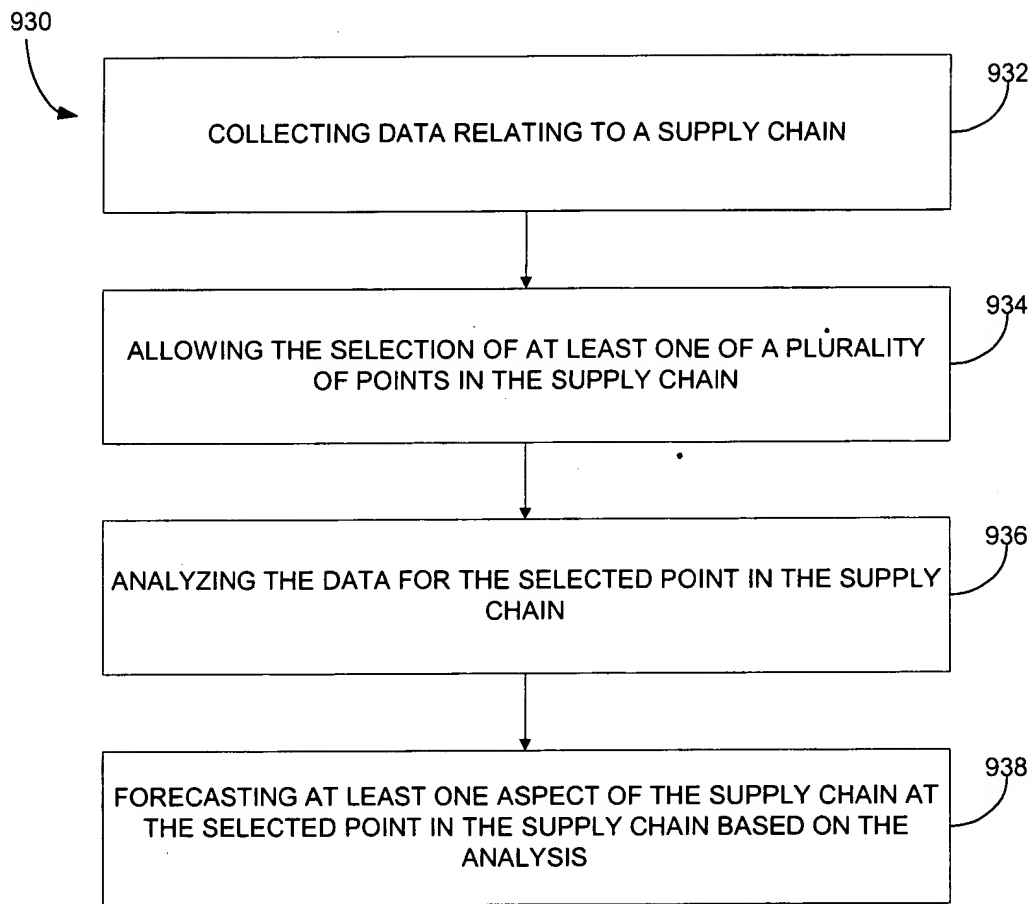 930
932
COLLECTING DATA RELATING TO A SUPPLY CHAIN
934
ALLOWING THE SELECTION OF AT LEAST ONE OF A PLURALITY
OF POINTS IN THE SUPPLY CHAIN
936
ANALYZING THE DATA FOR THE SELECTED POINT IN THE SUPPLY
CHAIN
938
FORECASTING AT LEAST ONE ASPECT OF THE SUPPLY CHAIN AT
THE SELECTED POINT IN THE SUPPLY CHAIN BASED ON THE
ANALYSIS